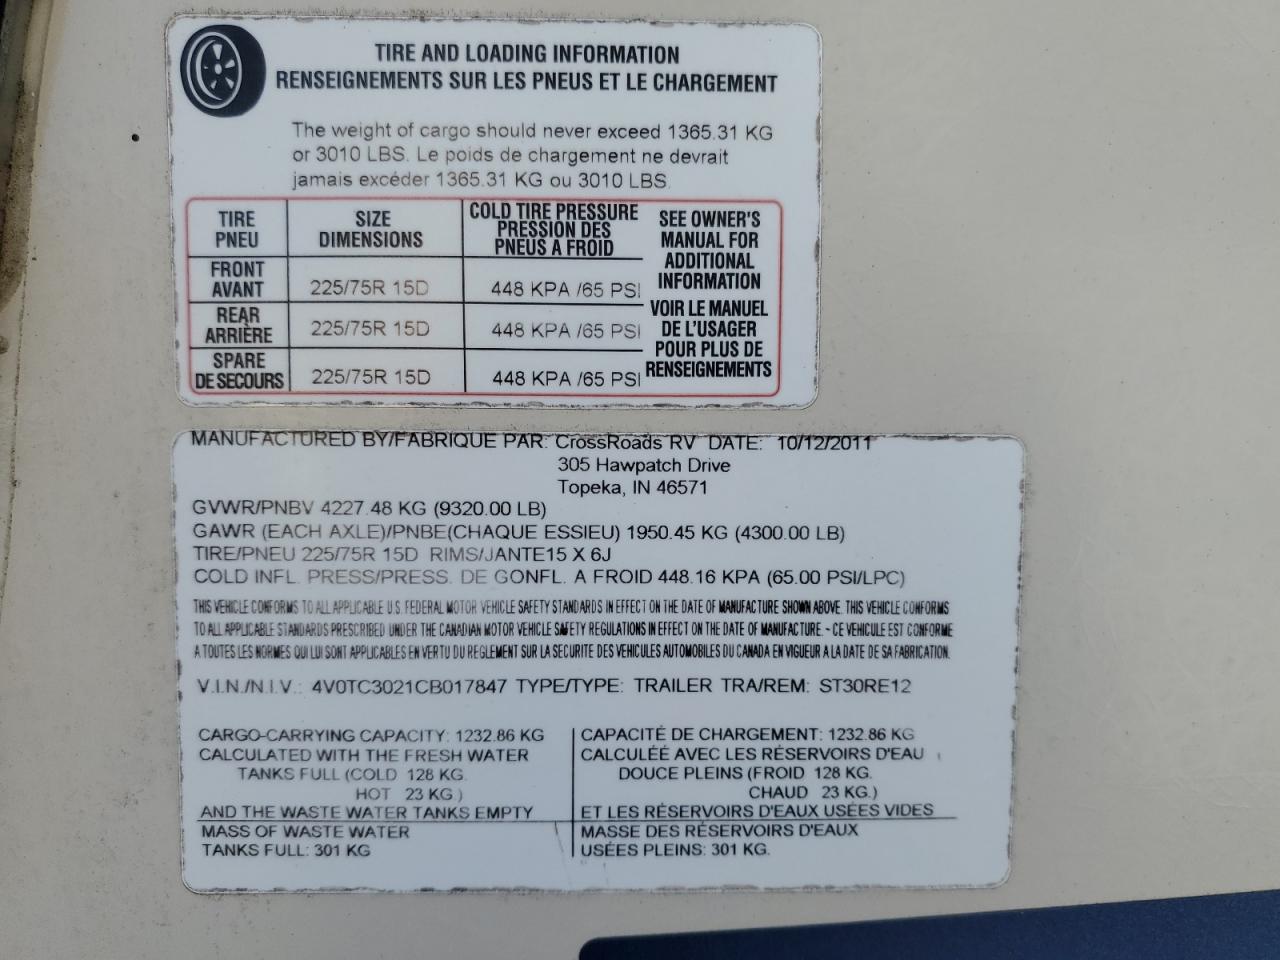 TIRE AND LOADING INFORMATION
RENSEIGNEMENTS SUR LES PNEUS ET LE CHARGEMENT
The weight of cargo should never exceed 1365.31 KG
or 3010 LBS. Le poids de chargement ne devrait
jamais excéder 1365.31 KG ou 3010 LBS.
TIRE
PNEU
SIZE
DIMENSIONS
COLD TIRE PRESSURE
PRESSION DES
PNEUS A FROID
SEE OWNER'S
MANUAL FOR
ADDITIONAL
INFORMATION
VOIR LE MANUEL
DE L'USAGER
POUR PLUS DE
RENSEIGNEMENTS
FRONT
AVANT
225/75R 15D
448 KPA /65 PSI
REAR
ARRIÈRE
225/75R 15D
448 KPA /65 PSI
SPARE
DE SECOURS
225/75R 15D
448 KPA /65 PSI
MANUFACTURED BY/FABRIQUE PAR: CrossRoads RV DATE: 10/12/2011
305 Hawpatch Drive
Topeka, IN 46571
GVWR/PNBV 4227.48 KG (9320.00 LB)
GAWR (EACH AXLE)/PNBE(CHAQUE ESSIEU) 1950.45 KG (4300.00 LB)
TIRE/PNEU 225/75R 15D RIMS/JANTE15 X 6J
COLD INFL. PRESS/PRESS. DE GONFL. A FROID 448.16 KPA (65.00 PSI/LPC)
THIS VEHICLE CONFORMS TO ALL APPLICABLE U.S. FEDERAL MOTOR VEHICLE SAFETY STANDARDS IN EFFECT ON THE DATE OF MANUFACTURE SHOWN ABOVE. THIS VEHICLE CONFORMS
TO ALL APPLICABLE STANDARDS PRESCRIBED UNDER THE CANADIAN MOTOR VEHICLE SAFETY REGULATIONS IN EFFECT ON THE DATE OF MANUFACTURE. - CE VEHICULE EST CONFORME
A TOUTES LES NORMES QUI LUI SONT APPLICABLES EN VERTU DU REGLEMENT SUR LA SECURITE DES VEHICULES AUTOMOBILES DU CANADA EN VIGUEUR A LA DATE DE SA FABRICATION.
V.I.N./N.I.V.: 4V0TC3021CB017847 TYPE/TYPE: TRAILER TRA/REM: ST30RE12
CARGO-CARRYING CAPACITY: 1232.86 KG
CALCULATED WITH THE FRESH WATER
TANKS FULL (COLD 128 KG.
HOT 23 KG.)
AND THE WASTE WATER TANKS EMPTY
MASS OF WASTE WATER
TANKS FULL: 301 KG
CAPACITÉ DE CHARGEMENT: 1232.86 KG
CALCULÉE AVEC LES RÉSERVOIRS D'EAU
DOUCE PLEINS (FROID 128 KG.
CHAUD 23 KG.)
ET LES RÉSERVOIRS D'EAUX USÉES VIDES
MASSE DES RÉSERVOIRS D'EAUX
USÉES PLEINS: 301 KG.